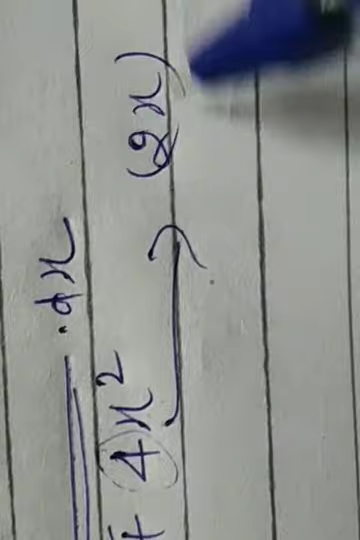 . dx
+ 4x² → (2x)